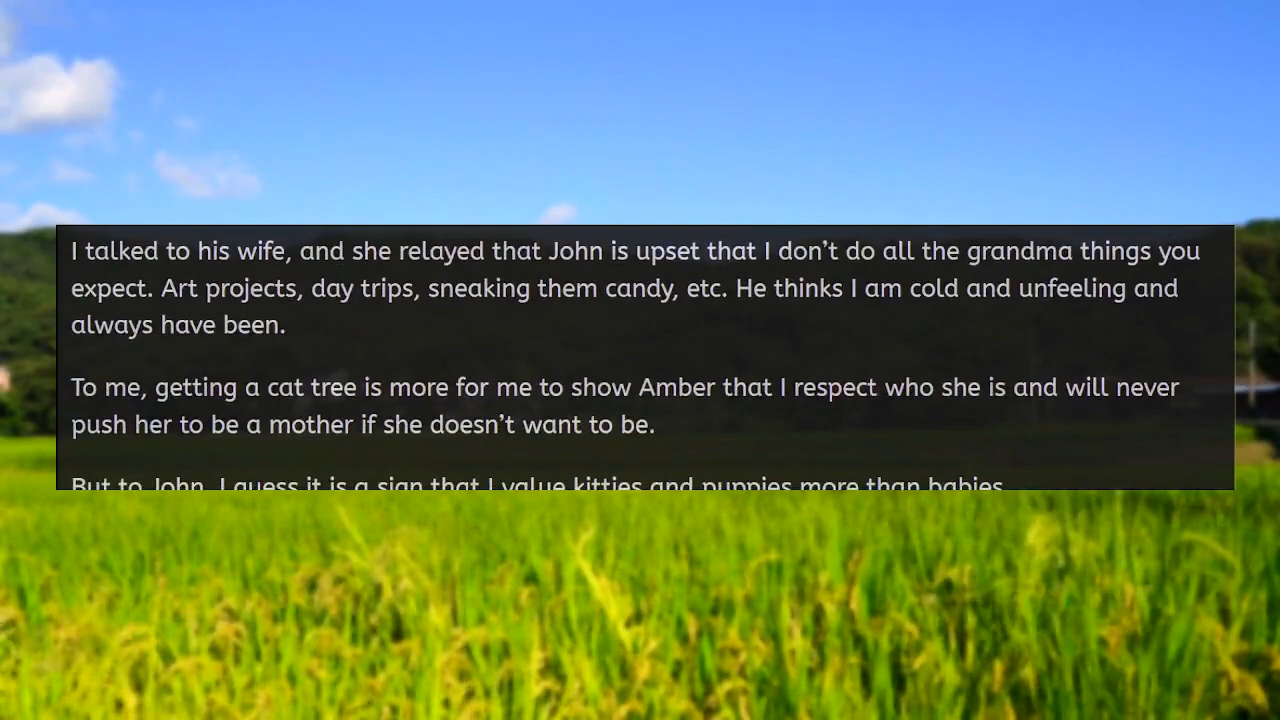 I talked to his wife, and she relayed that John is upset that I don’t do all the grandma things you
expect. Art projects, day trips, sneaking them candy, etc. He thinks I am cold and unfeeling and
always have been.
To me, getting a cat tree is more for me to show Amber that I respect who she is and will never
push her to be a mother if she doesn’t want to be.
But to John, I guess it is a sign that I value kitties and puppies more than babies.